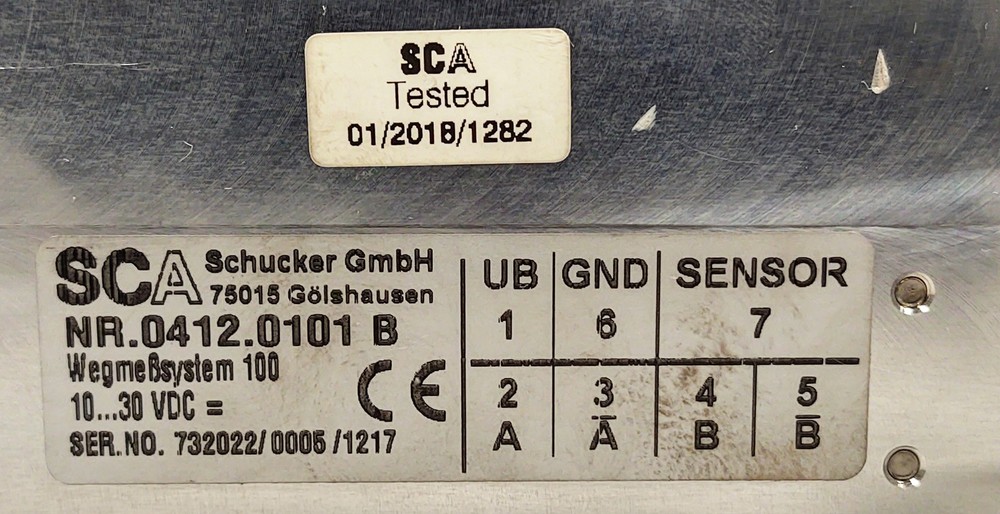 SCA
Tested
01/2018/1282
SCA Schucker GmbH
75015 Gölshausen
NR.0412.0101 B
Wegmeßsystem 100
10...30 VDC =
SER.NO. 732022/0005/1217
CE
UB GND SENSOR
1 6 7
2 3 4 5
A A̅ B B̅